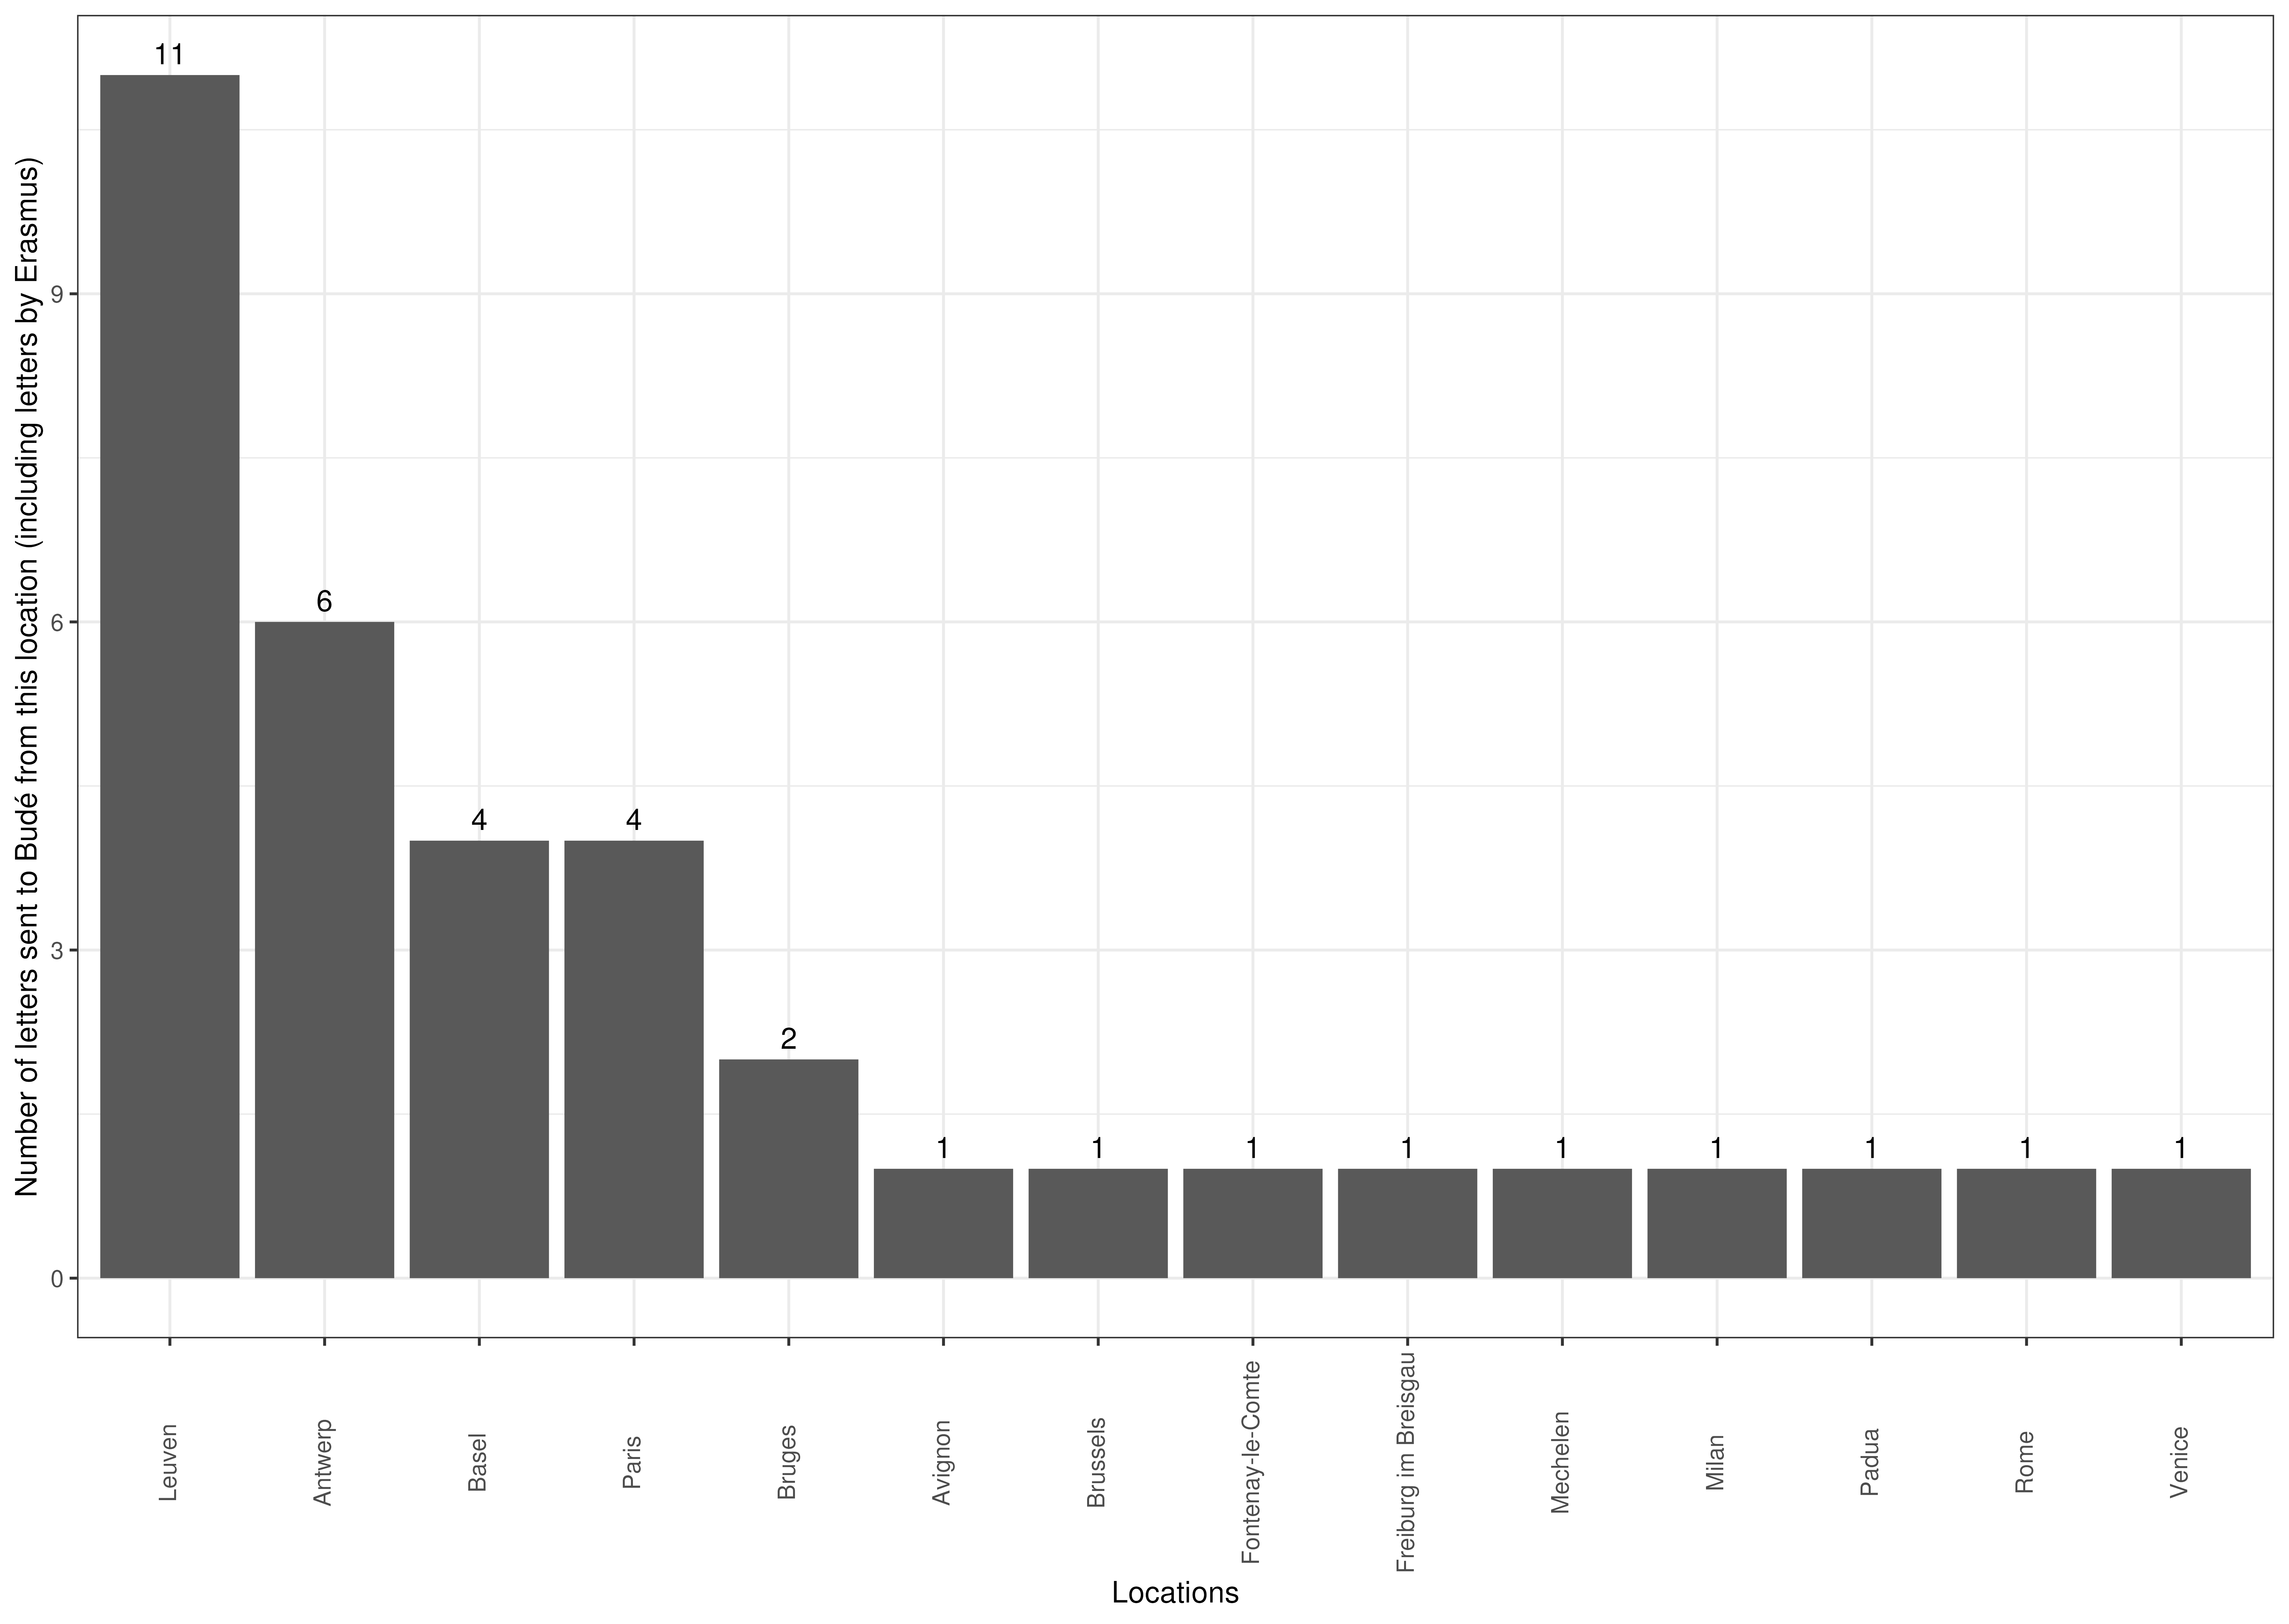 Number of letters sent to Budé from this location (including letters by Erasmus)
9
6
3
0
11
6
4
4
2
1
1
1
1
1
1
1
1
1
Leuven
Antwerp
Basel
Paris
Bruges
Avignon
Brussels
Fontenay-le-Comte
Freiburg im Breisgau
Mechelen
Milan
Padua
Rome
Venice
Locations